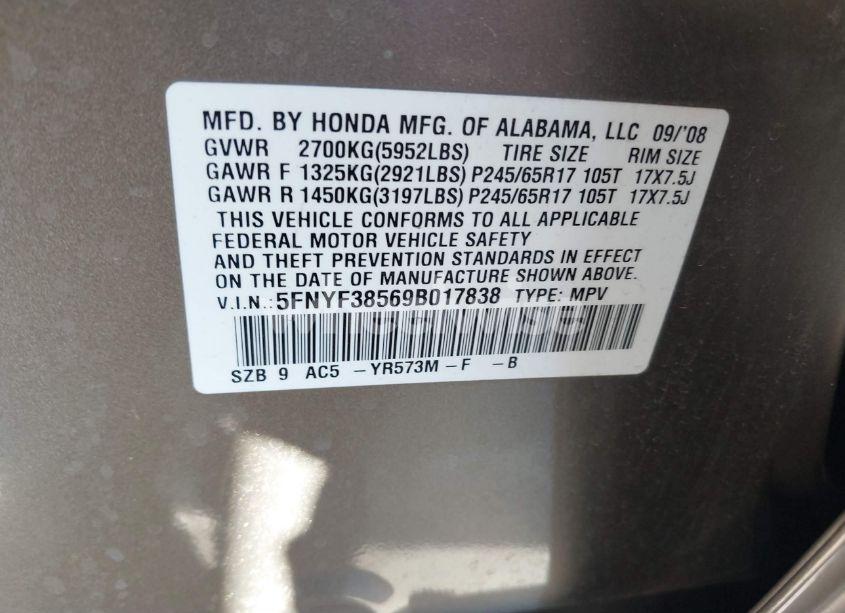 MFD. BY HONDA MFG. OF ALABAMA, LLC 09/'08
GVWR 2700KG(5952LBS) TIRE SIZE RIM SIZE
GAWR F 1325KG(2921LBS) P245/65R17 105T 17X7.5J
GAWR R 1450KG(3197LBS) P245/65R17 105T 17X7.5J
THIS VEHICLE CONFORMS TO ALL APPLICABLE
FEDERAL MOTOR VEHICLE SAFETY
AND THEFT PREVENTION STANDARDS IN EFFECT
ON THE DATE OF MANUFACTURE SHOWN ABOVE.
V.I.N.: 5FNYF38569B017838 TYPE: MPV
SZB 9 AC5 -YR573M -F -B